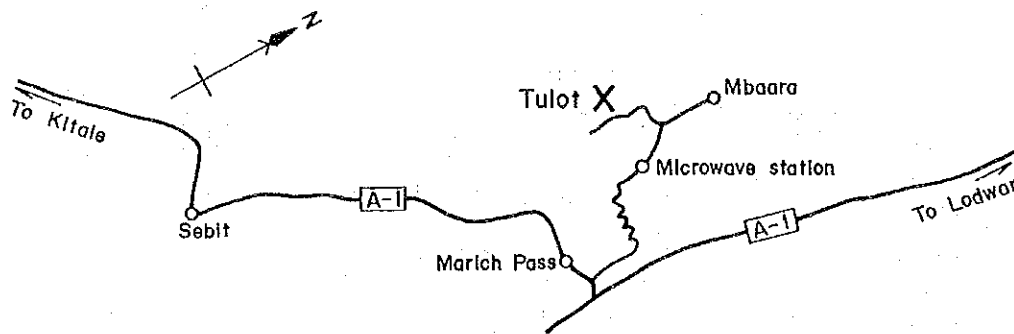 N
To Kitale
Tulot X
Mbaara
Microwave station
A-1
Sebit
To Lodwar
A-1
Marich Pass